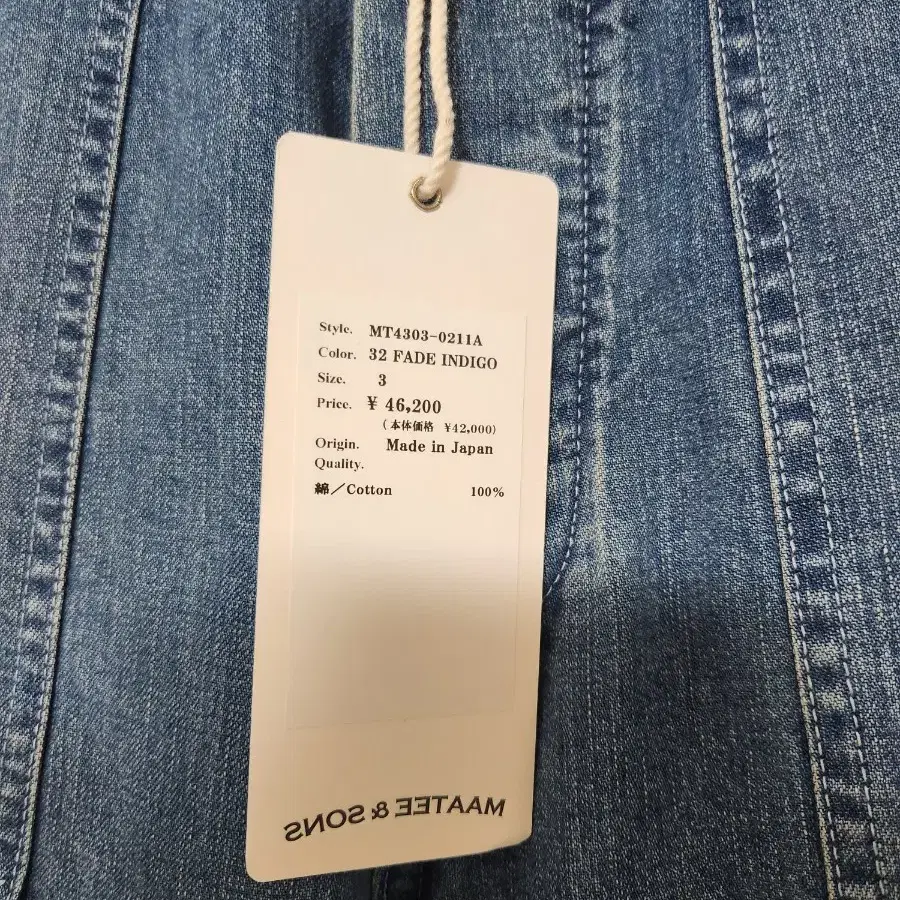 Style. MT4303-0211A
Color. 32 FADE INDIGO
Size. 3
Price. ¥ 46,200
(本体価格 ¥42,000)
Origin. Made in Japan
Quality.
綿/Cotton 100%
MAATEE & SONS